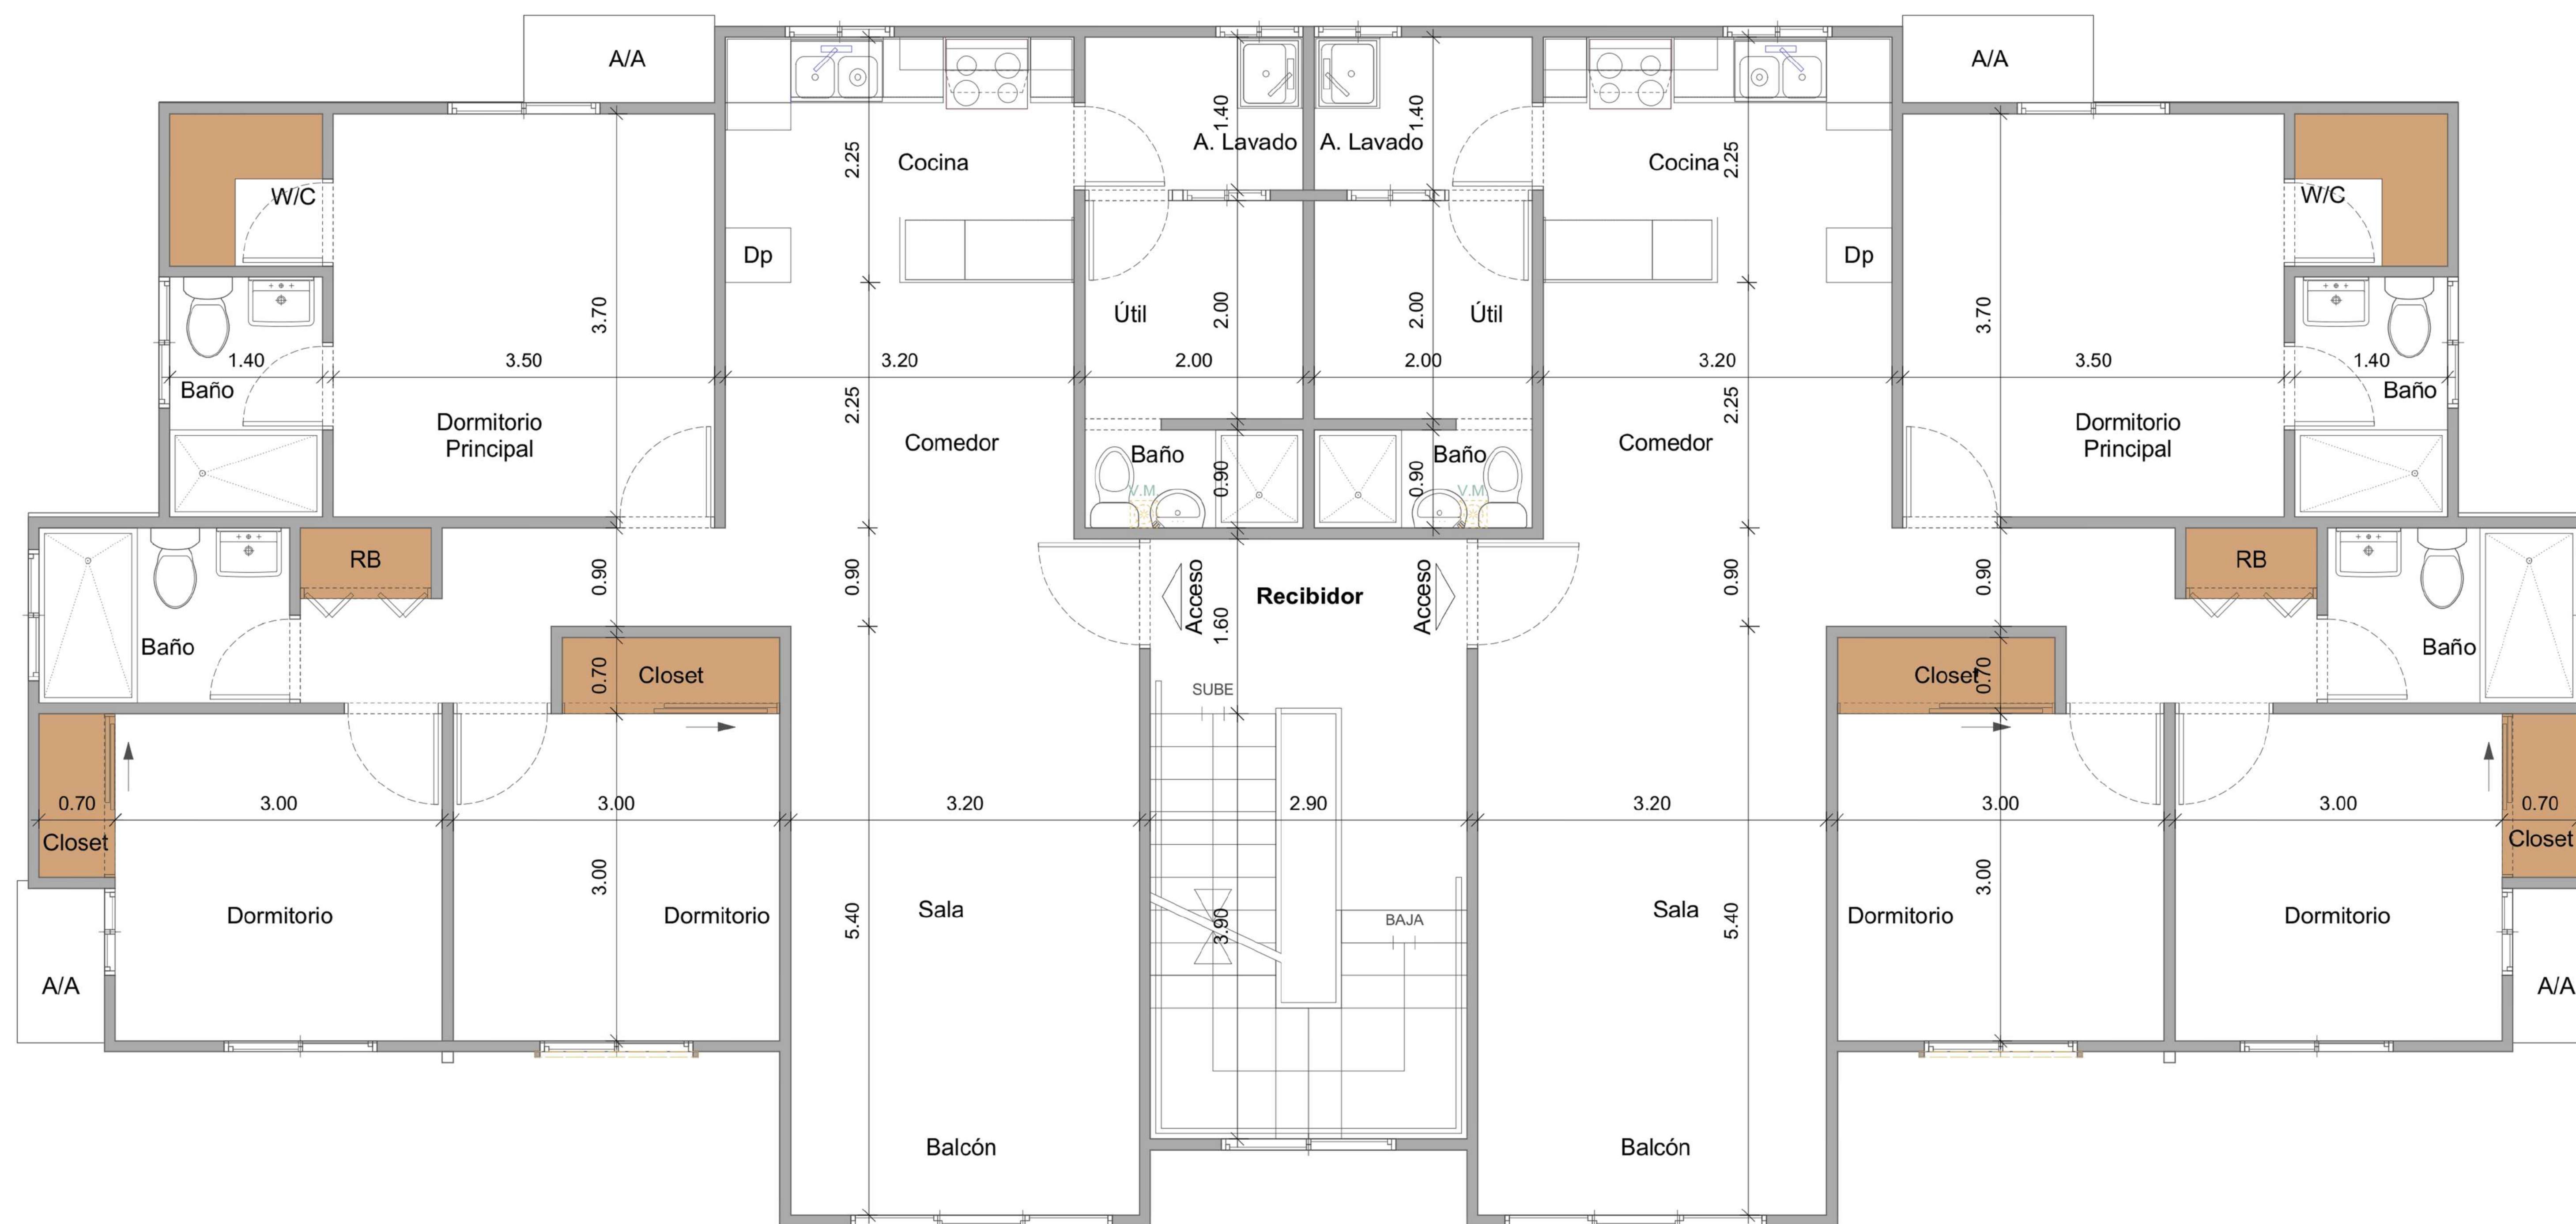 A/A
A/A
1.40
1.40
A. Lavado
A. Lavado
2.25
Cocina
Cocina
2.25
W/C
W/C
Dp
Dp
3.70
2.00
2.00
3.70
Útil
Útil
1.40
3.50
3.20
2.00
2.00
3.20
3.50
1.40
Baño
Baño
2.25
2.25
Dormitorio
Principal
Comedor
Comedor
Dormitorio
Principal
Baño
Baño
0.90
0.90
V.M.
V.M.
RB
RB
0.90
0.90
Acceso
Recibidor
Acceso
0.90
0.90
1.60
Baño
Baño
0.70
Closet
Closet
0.70
SUBE
0.70
3.00
3.00
3.20
2.90
3.20
3.00
3.00
0.70
Closet
Closet
3.00
3.00
Dormitorio
Dormitorio
5.40
Sala
3.90
BAJA
Sala
5.40
Dormitorio
Dormitorio
A/A
A/A
Balcón
Balcón